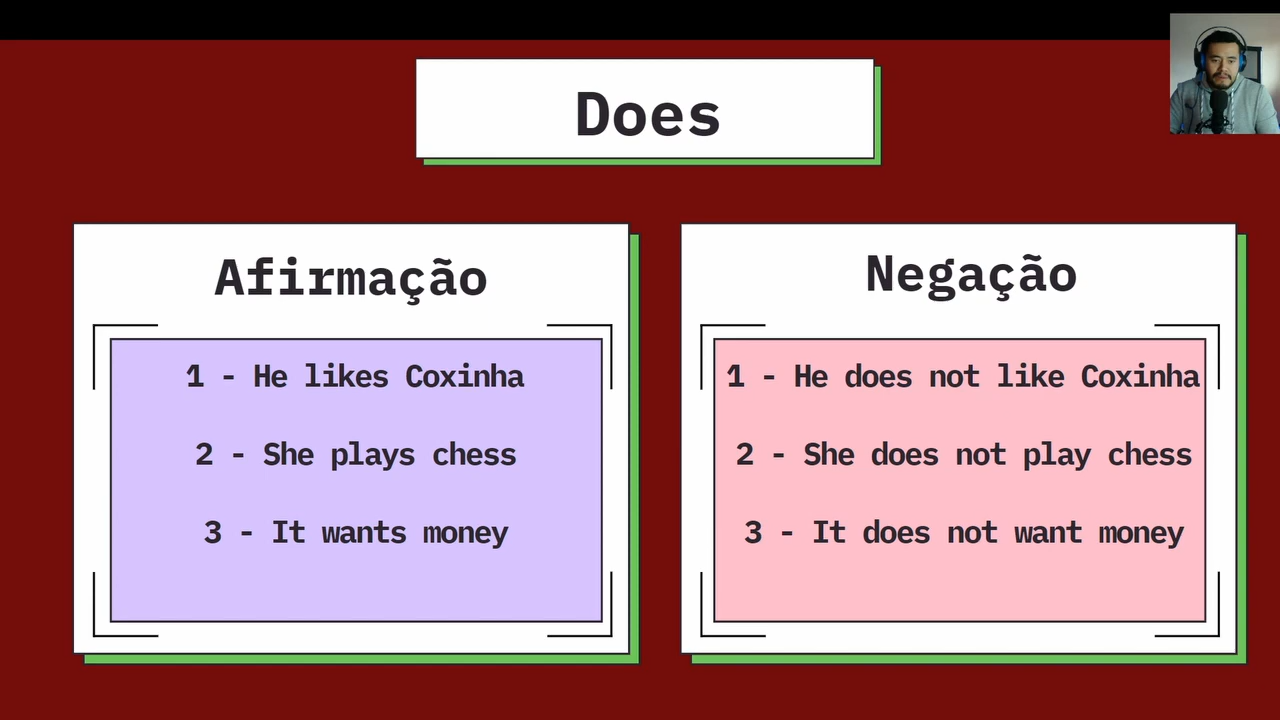 Does
Afirmação
1 - He likes Coxinha
2 - She plays chess
3 - It wants money
Negação
1 - He does not like Coxinha
2 - She does not play chess
3 - It does not want money